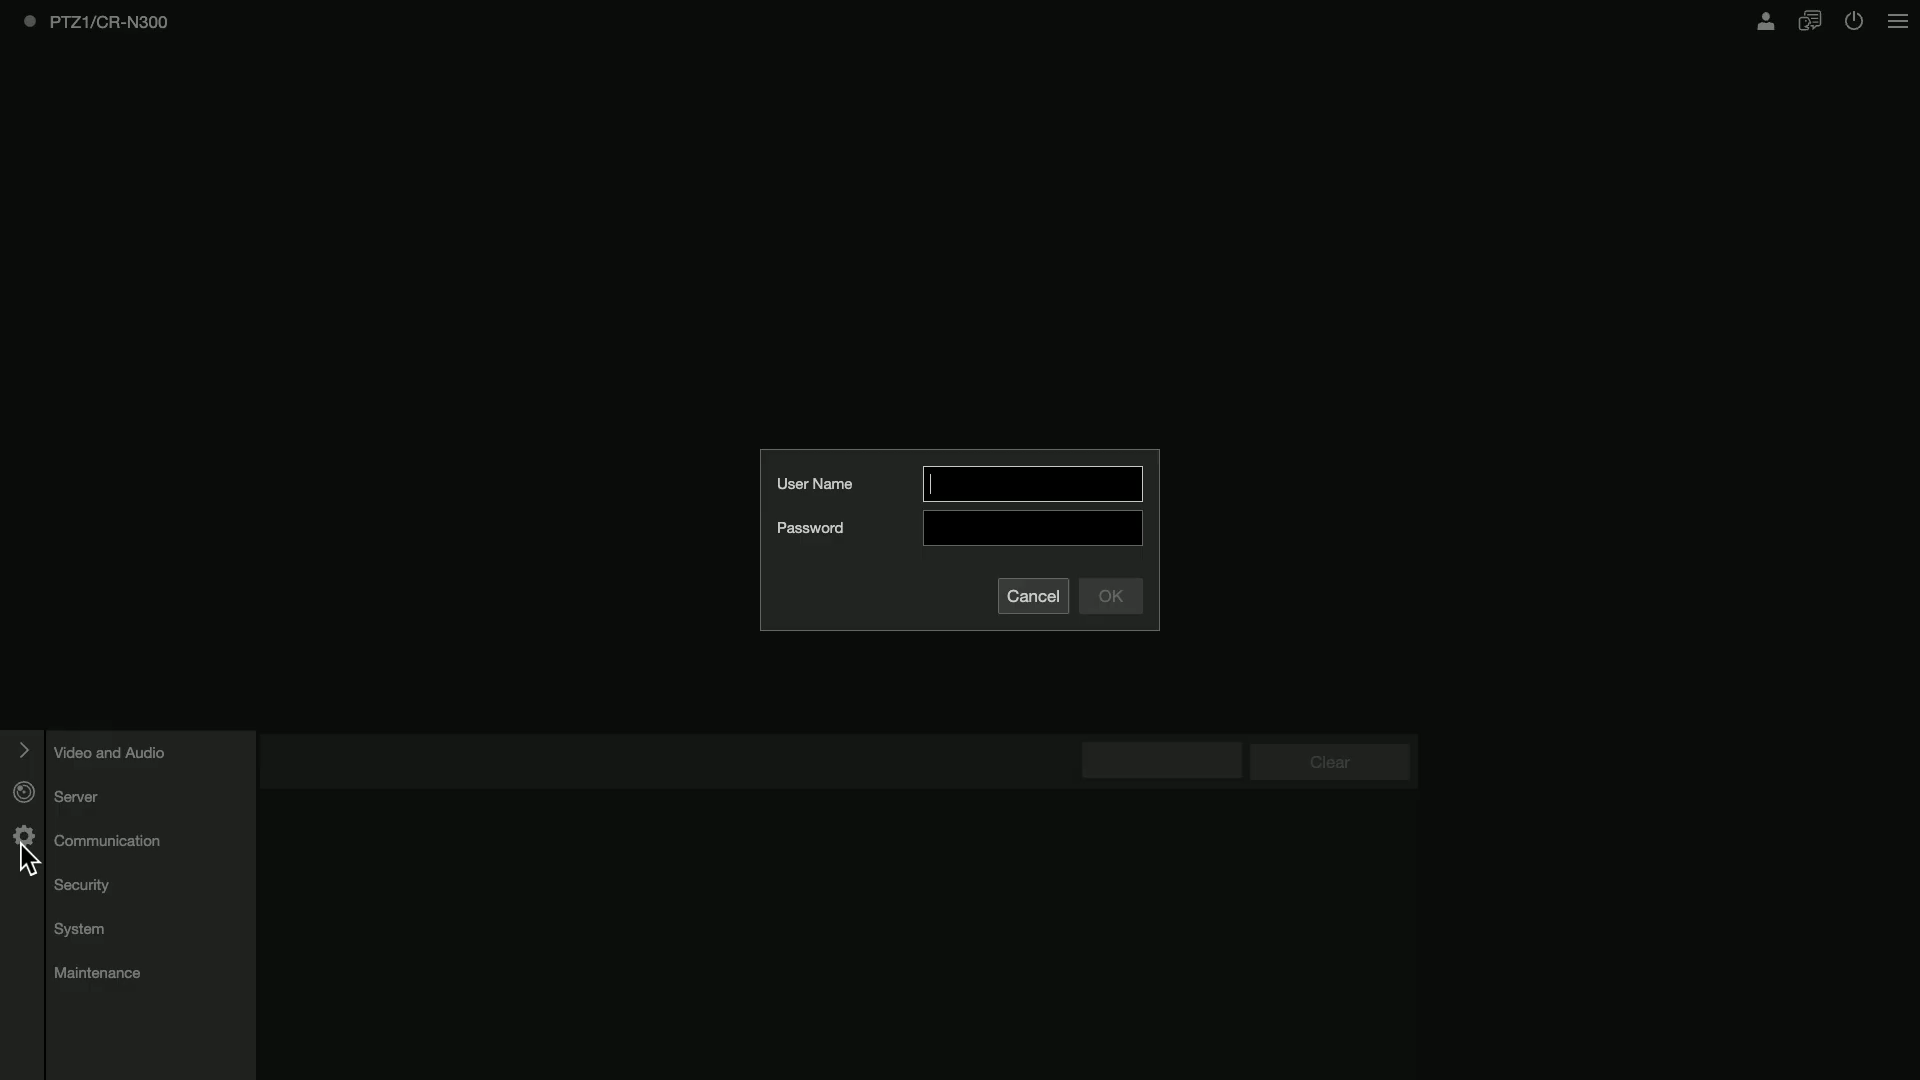 PTZ1/CR-N300
User Name
Password
Cancel OK
Video and Audio
Clear
Server
Communication
Security
System
Maintenance